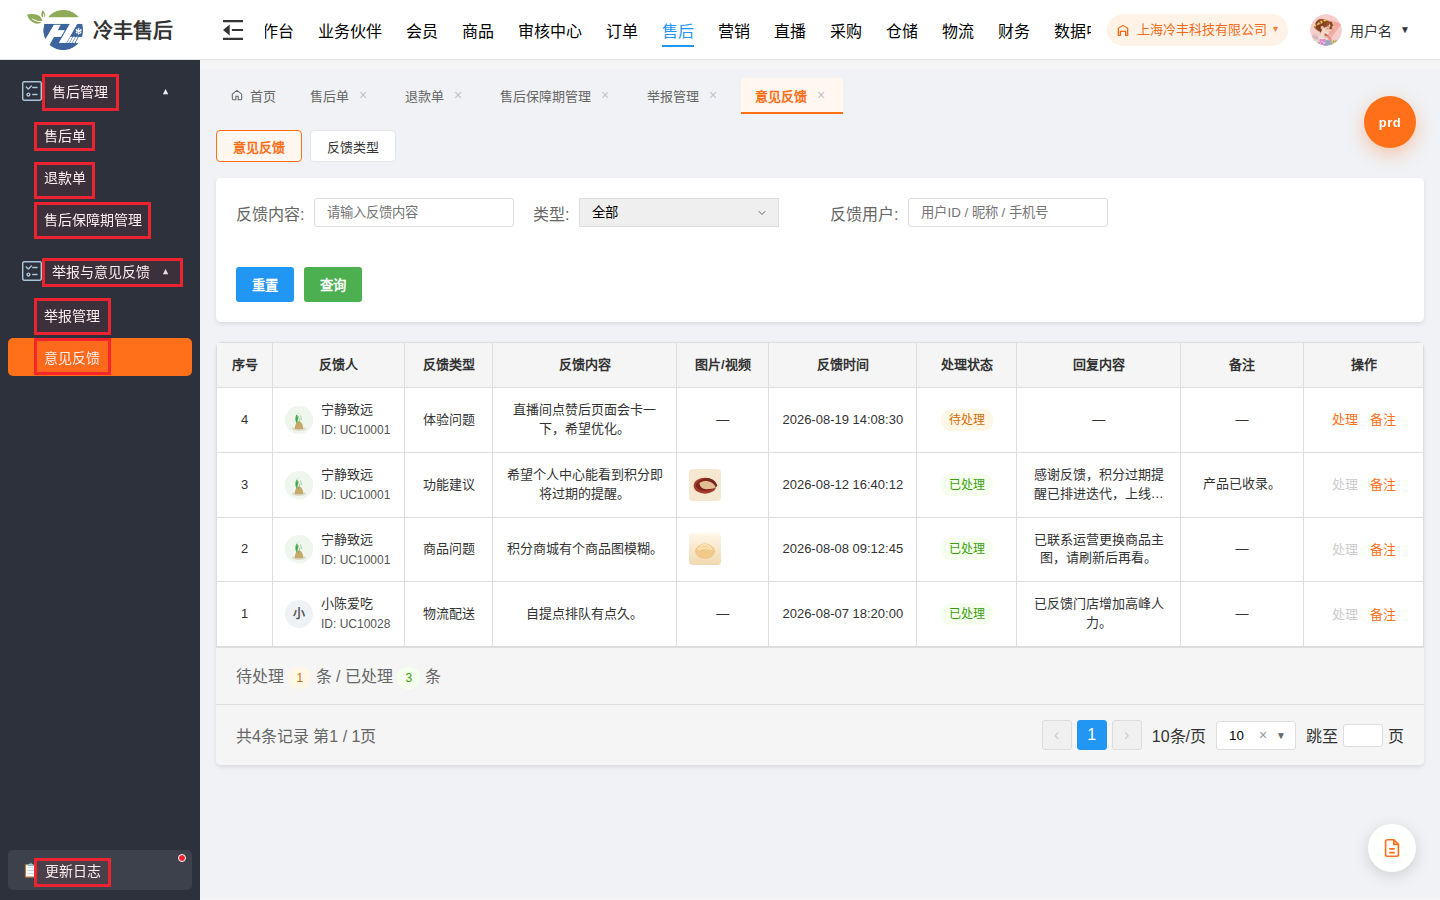 冷丰售后
作台 业务伙伴 会员 商品 审核中心 订单 售后 营销 直播 采购 仓储 物流 财务 数据中
上海冷丰科技有限公司 ▾
用户名 ▼
售后管理 ▲
售后单
退款单
售后保障期管理
举报与意见反馈 ▲
举报管理
意见反馈
更新日志
首页 售后单 × 退款单 × 售后保障期管理 × 举报管理 × 意见反馈 ×
prd
意见反馈 反馈类型
反馈内容: 请输入反馈内容 类型: 全部 反馈用户: 用户ID / 昵称 / 手机号
重置 查询
序号 反馈人 反馈类型 反馈内容 图片/视频 反馈时间 处理状态 回复内容 备注 操作
4 宁静致远 ID: UC10001 体验问题 直播间点赞后页面会卡一下，希望优化。 — 2026-08-19 14:08:30 待处理 — — 处理 备注
3 宁静致远 ID: UC10001 功能建议 希望个人中心能看到积分即将过期的提醒。 2026-08-12 16:40:12 已处理 感谢反馈，积分过期提醒已排进迭代，上线... 产品已收录。 处理 备注
2 宁静致远 ID: UC10001 商品问题 积分商城有个商品图模糊。 2026-08-08 09:12:45 已处理 已联系运营更换商品主图，请刷新后再看。 — 处理 备注
1 小 小陈爱吃 ID: UC10028 物流配送 自提点排队有点久。 — 2026-08-07 18:20:00 已处理 已反馈门店增加高峰人力。 — 处理 备注
待处理 1 条 / 已处理 3 条
共4条记录 第1 / 1页 ‹ 1 › 10条/页 10 × ▼ 跳至 页